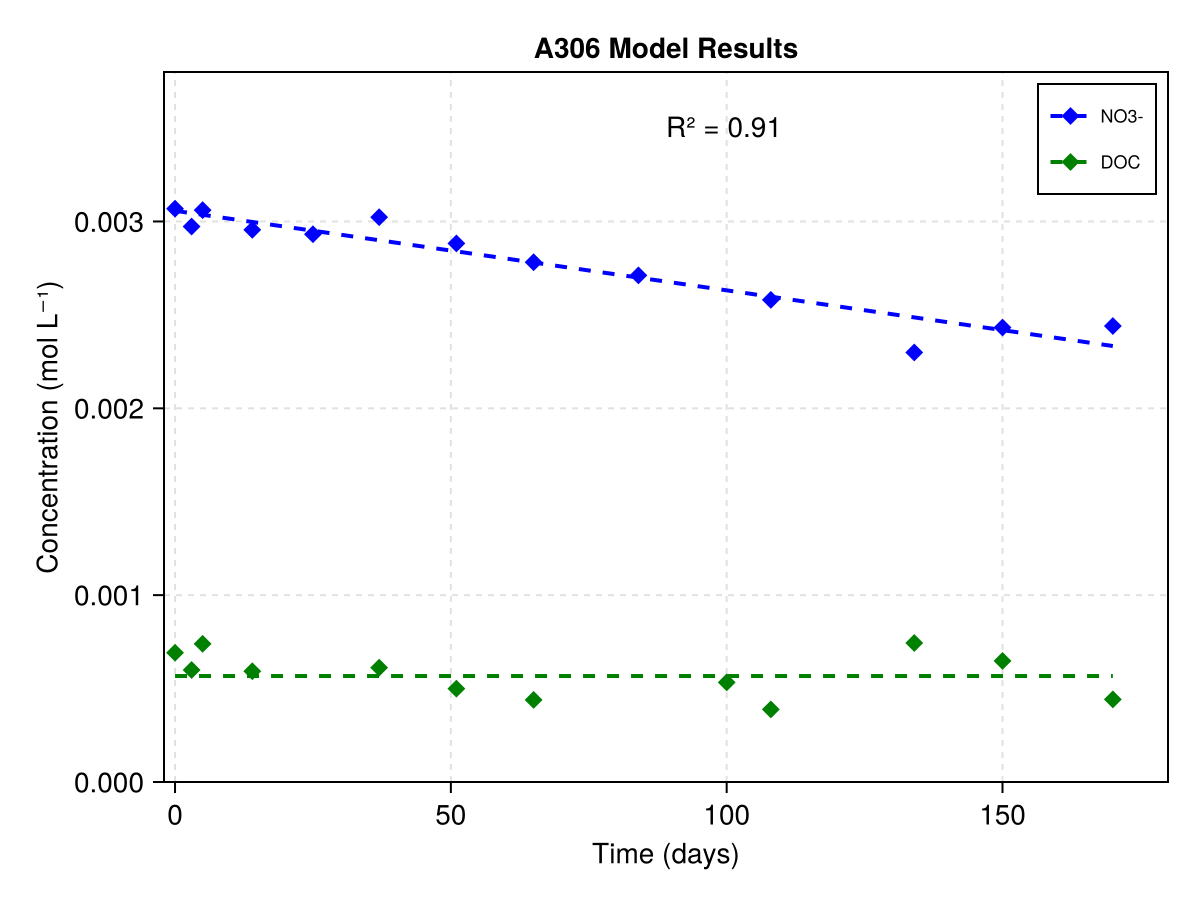 A306 Model Results
R² = 0.91
NO3-
DOC
Concentration (mol L⁻¹)
0.003
0.002
0.001
0.000
0
50
100
150
Time (days)